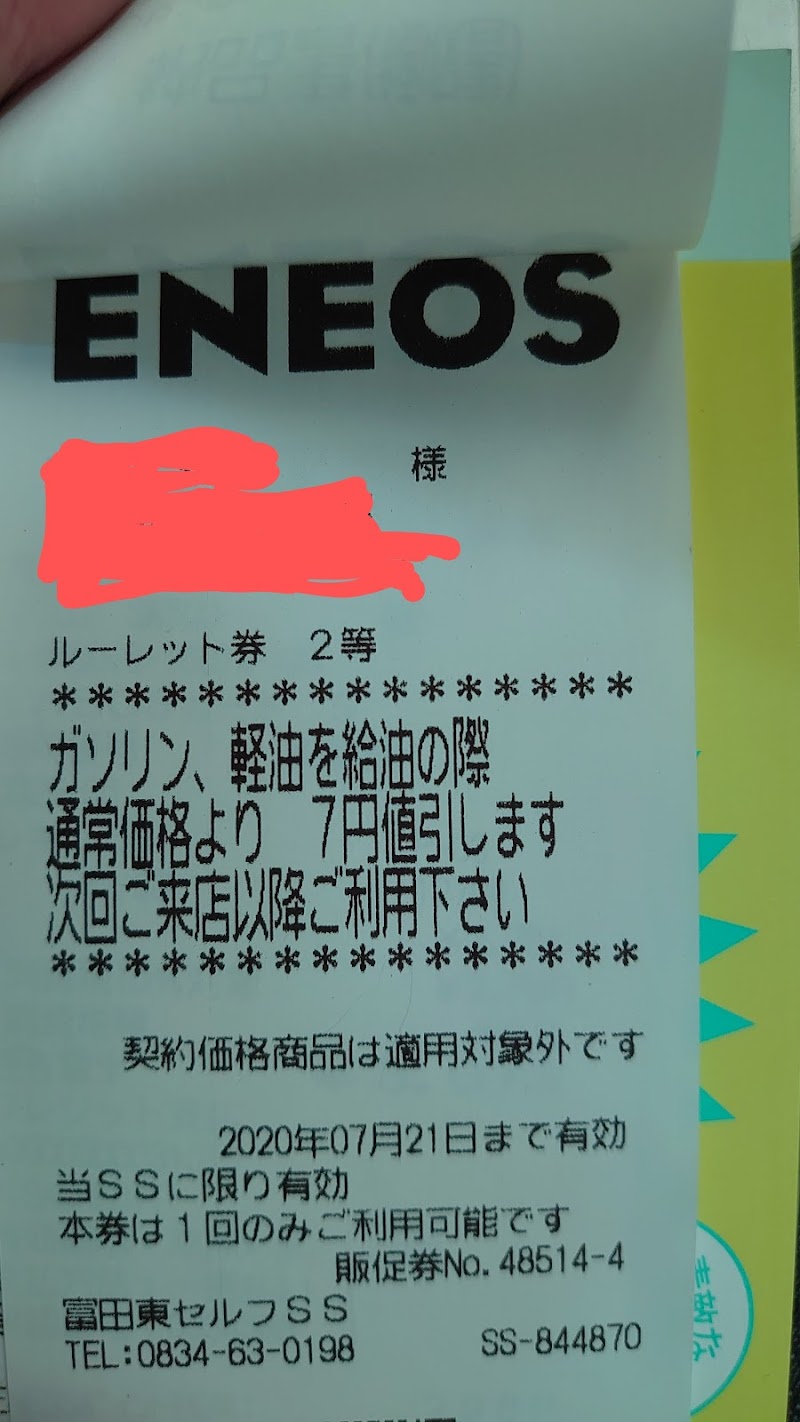 ENEOS
様
ルーレット券　２等
****************
ガソリン、軽油を給油の際
通常価格より　7円値引します
次回ご来店以降ご利用下さい
****************
契約価格商品は適用対象外です
2020年07月21日まで有効
当ＳＳに限り有効
本券は１回のみご利用可能です
販促券No.48514-4
富田東セルフＳＳ
TEL:0834-63-0198　SS-844870
素敵な